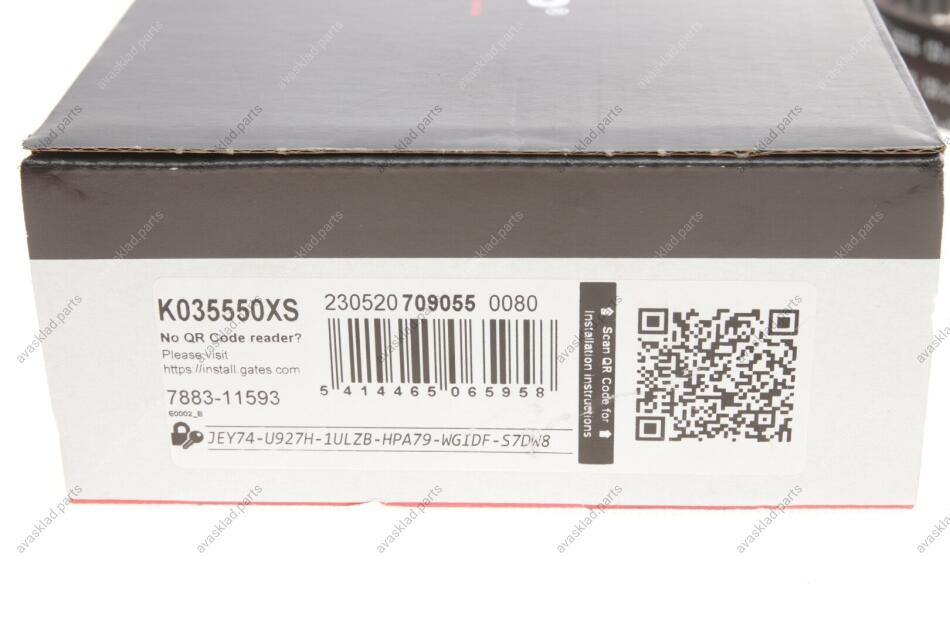 K035550XS
230520 709055 0080
No QR Code reader?
Please visit
https://install.gates.com
7883-11593
E0002_B
5 414465 065958
JEY74-U927H-1ULZB-HPA79-WGIDF-S7DW8
Scan QR Code for
Installation instructions
avasklad.parts